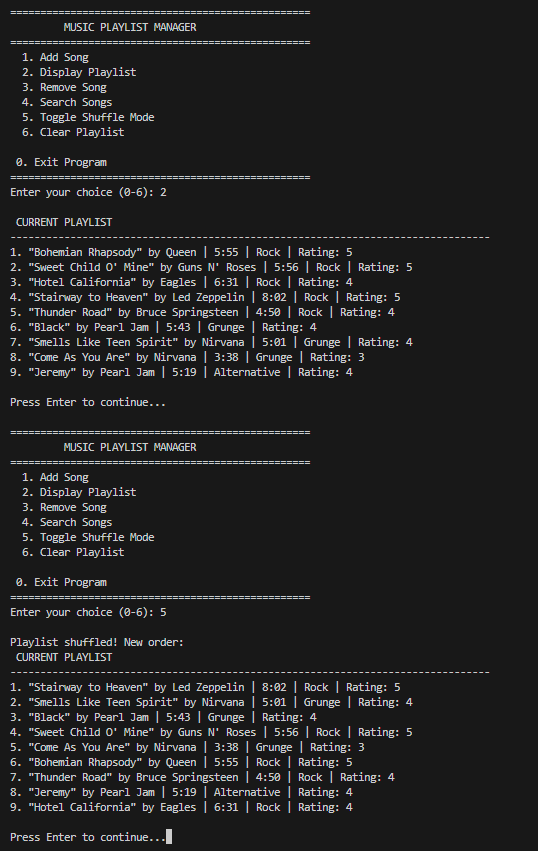 ==================================================
MUSIC PLAYLIST MANAGER
==================================================
1. Add Song
2. Display Playlist
3. Remove Song
4. Search Songs
5. Toggle Shuffle Mode
6. Clear Playlist
0. Exit Program
==================================================
Enter your choice (0-6): 2
CURRENT PLAYLIST
--------------------------------------------------------------------------------
1. "Bohemian Rhapsody" by Queen | 5:55 | Rock | Rating: 5
2. "Sweet Child O' Mine" by Guns N' Roses | 5:56 | Rock | Rating: 5
3. "Hotel California" by Eagles | 6:31 | Rock | Rating: 4
4. "Stairway to Heaven" by Led Zeppelin | 8:02 | Rock | Rating: 5
5. "Thunder Road" by Bruce Springsteen | 4:50 | Rock | Rating: 4
6. "Black" by Pearl Jam | 5:43 | Grunge | Rating: 4
7. "Smells Like Teen Spirit" by Nirvana | 5:01 | Grunge | Rating: 4
8. "Come As You Are" by Nirvana | 3:38 | Grunge | Rating: 3
9. "Jeremy" by Pearl Jam | 5:19 | Alternative | Rating: 4
Press Enter to continue...
==================================================
MUSIC PLAYLIST MANAGER
==================================================
1. Add Song
2. Display Playlist
3. Remove Song
4. Search Songs
5. Toggle Shuffle Mode
6. Clear Playlist
0. Exit Program
==================================================
Enter your choice (0-6): 5
Playlist shuffled! New order:
CURRENT PLAYLIST
--------------------------------------------------------------------------------
1. "Stairway to Heaven" by Led Zeppelin | 8:02 | Rock | Rating: 5
2. "Smells Like Teen Spirit" by Nirvana | 5:01 | Grunge | Rating: 4
3. "Black" by Pearl Jam | 5:43 | Grunge | Rating: 4
4. "Sweet Child O' Mine" by Guns N' Roses | 5:56 | Rock | Rating: 5
5. "Come As You Are" by Nirvana | 3:38 | Grunge | Rating: 3
6. "Bohemian Rhapsody" by Queen | 5:55 | Rock | Rating: 5
7. "Thunder Road" by Bruce Springsteen | 4:50 | Rock | Rating: 4
8. "Jeremy" by Pearl Jam | 5:19 | Alternative | Rating: 4
9. "Hotel California" by Eagles | 6:31 | Rock | Rating: 4
Press Enter to continue...